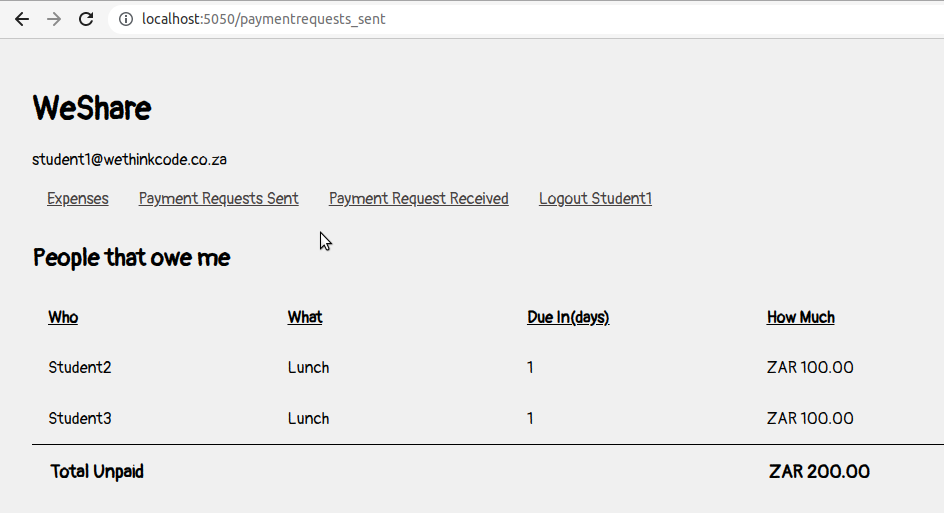 localhost:5050/paymentrequests_sent
WeShare
student1@wethinkcode.co.za
Expenses Payment Requests Sent Payment Request Received Logout Student1
People that owe me
Who What Due In(days) How Much
Student2 Lunch 1 ZAR 100.00
Student3 Lunch 1 ZAR 100.00
Total Unpaid ZAR 200.00